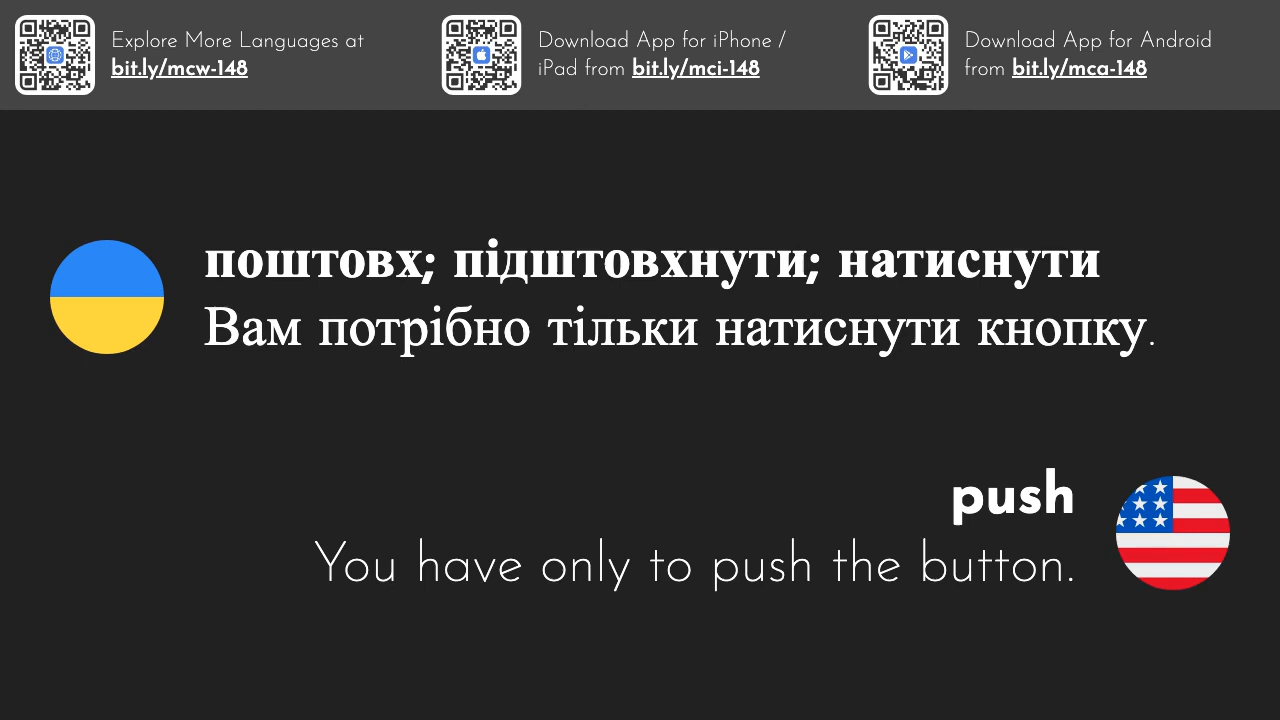 Explore More Languages at
bit.ly/mcw-148
Download App for iPhone /
iPad from bit.ly/mci-148
Download App for Android
from bit.ly/mca-148
поштовх; підштовхнути; натиснути
Вам потрібно тільки натиснути кнопку.
push
You have only to push the button.